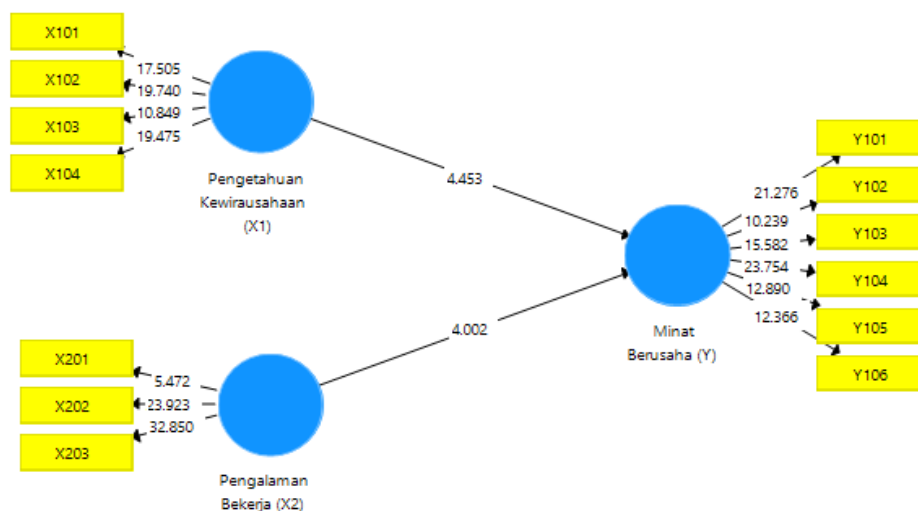 X101
X102
X103
X104
17.505
19.740
10.849
19.475
Pengetahuan
Kewirausahaan
(X1)
4.453
X201
X202
X203
5.472
23.923
32.850
Pengalaman
Bekerja (X2)
4.002
Minat
Berusaha (Y)
21.276
10.239
15.582
23.754
12.890
12.366
Y101
Y102
Y103
Y104
Y105
Y106